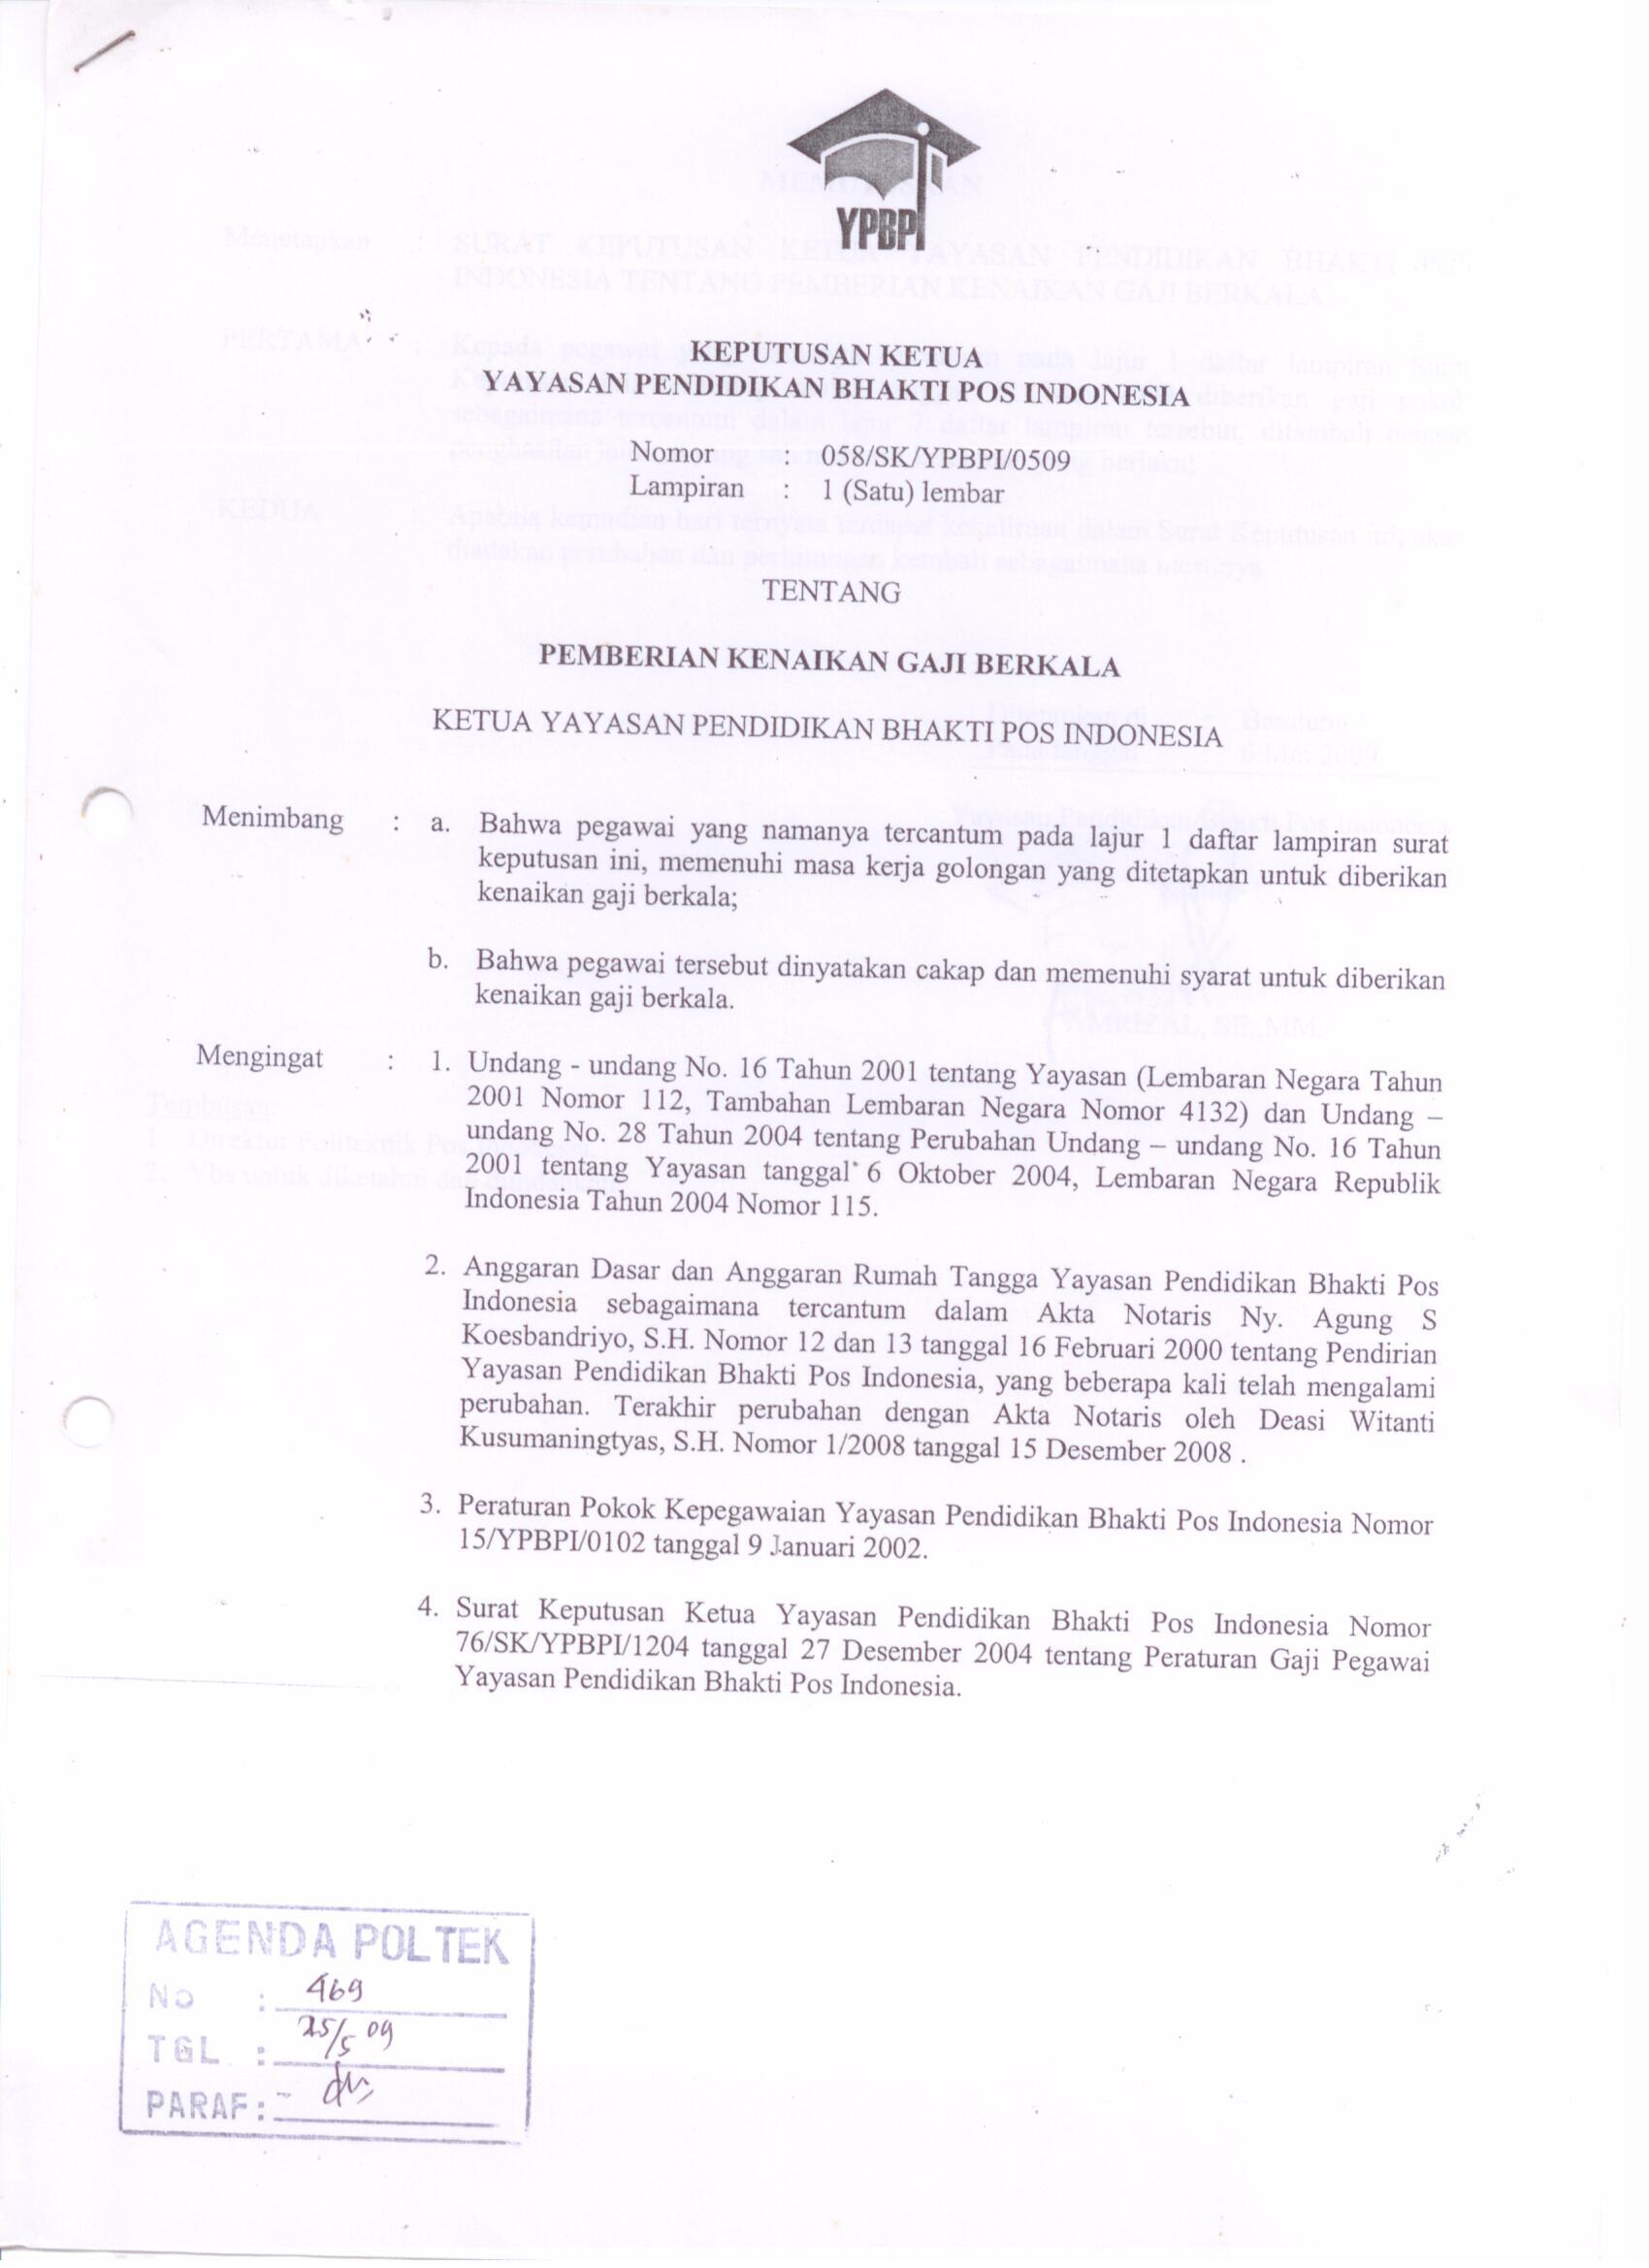 YPBPI
KEPUTUSAN KETUA
YAYASAN PENDIDIKAN BHAKTI POS INDONESIA
Nomor : 058/SK/YPBPI/0509
Lampiran : 1 (Satu) lembar
TENTANG
PEMBERIAN KENAIKAN GAJI BERKALA
KETUA YAYASAN PENDIDIKAN BHAKTI POS INDONESIA
Menimbang : a. Bahwa pegawai yang namanya tercantum pada lajur 1 daftar lampiran surat
keputusan ini, memenuhi masa kerja golongan yang ditetapkan untuk diberikan
kenaikan gaji berkala;
b. Bahwa pegawai tersebut dinyatakan cakap dan memenuhi syarat untuk diberikan
kenaikan gaji berkala.
Mengingat : 1. Undang - undang No. 16 Tahun 2001 tentang Yayasan (Lembaran Negara Tahun
2001 Nomor 112, Tambahan Lembaran Negara Nomor 4132) dan Undang –
undang No. 28 Tahun 2004 tentang Perubahan Undang – undang No. 16 Tahun
2001 tentang Yayasan tanggal 6 Oktober 2004, Lembaran Negara Republik
Indonesia Tahun 2004 Nomor 115.
2. Anggaran Dasar dan Anggaran Rumah Tangga Yayasan Pendidikan Bhakti Pos
Indonesia sebagaimana tercantum dalam Akta Notaris Ny. Agung S
Koesbandriyo, S.H. Nomor 12 dan 13 tanggal 16 Februari 2000 tentang Pendirian
Yayasan Pendidikan Bhakti Pos Indonesia, yang beberapa kali telah mengalami
perubahan. Terakhir perubahan dengan Akta Notaris oleh Deasi Witanti
Kusumaningtyas, S.H. Nomor 1/2008 tanggal 15 Desember 2008 .
3. Peraturan Pokok Kepegawaian Yayasan Pendidikan Bhakti Pos Indonesia Nomor
15/YPBPI/0102 tanggal 9 Januari 2002.
4. Surat Keputusan Ketua Yayasan Pendidikan Bhakti Pos Indonesia Nomor
76/SK/YPBPI/1204 tanggal 27 Desember 2004 tentang Peraturan Gaji Pegawai
Yayasan Pendidikan Bhakti Pos Indonesia.
AGENDA POLTEK
No : 469
TGL : 25/5 09
PARAF :